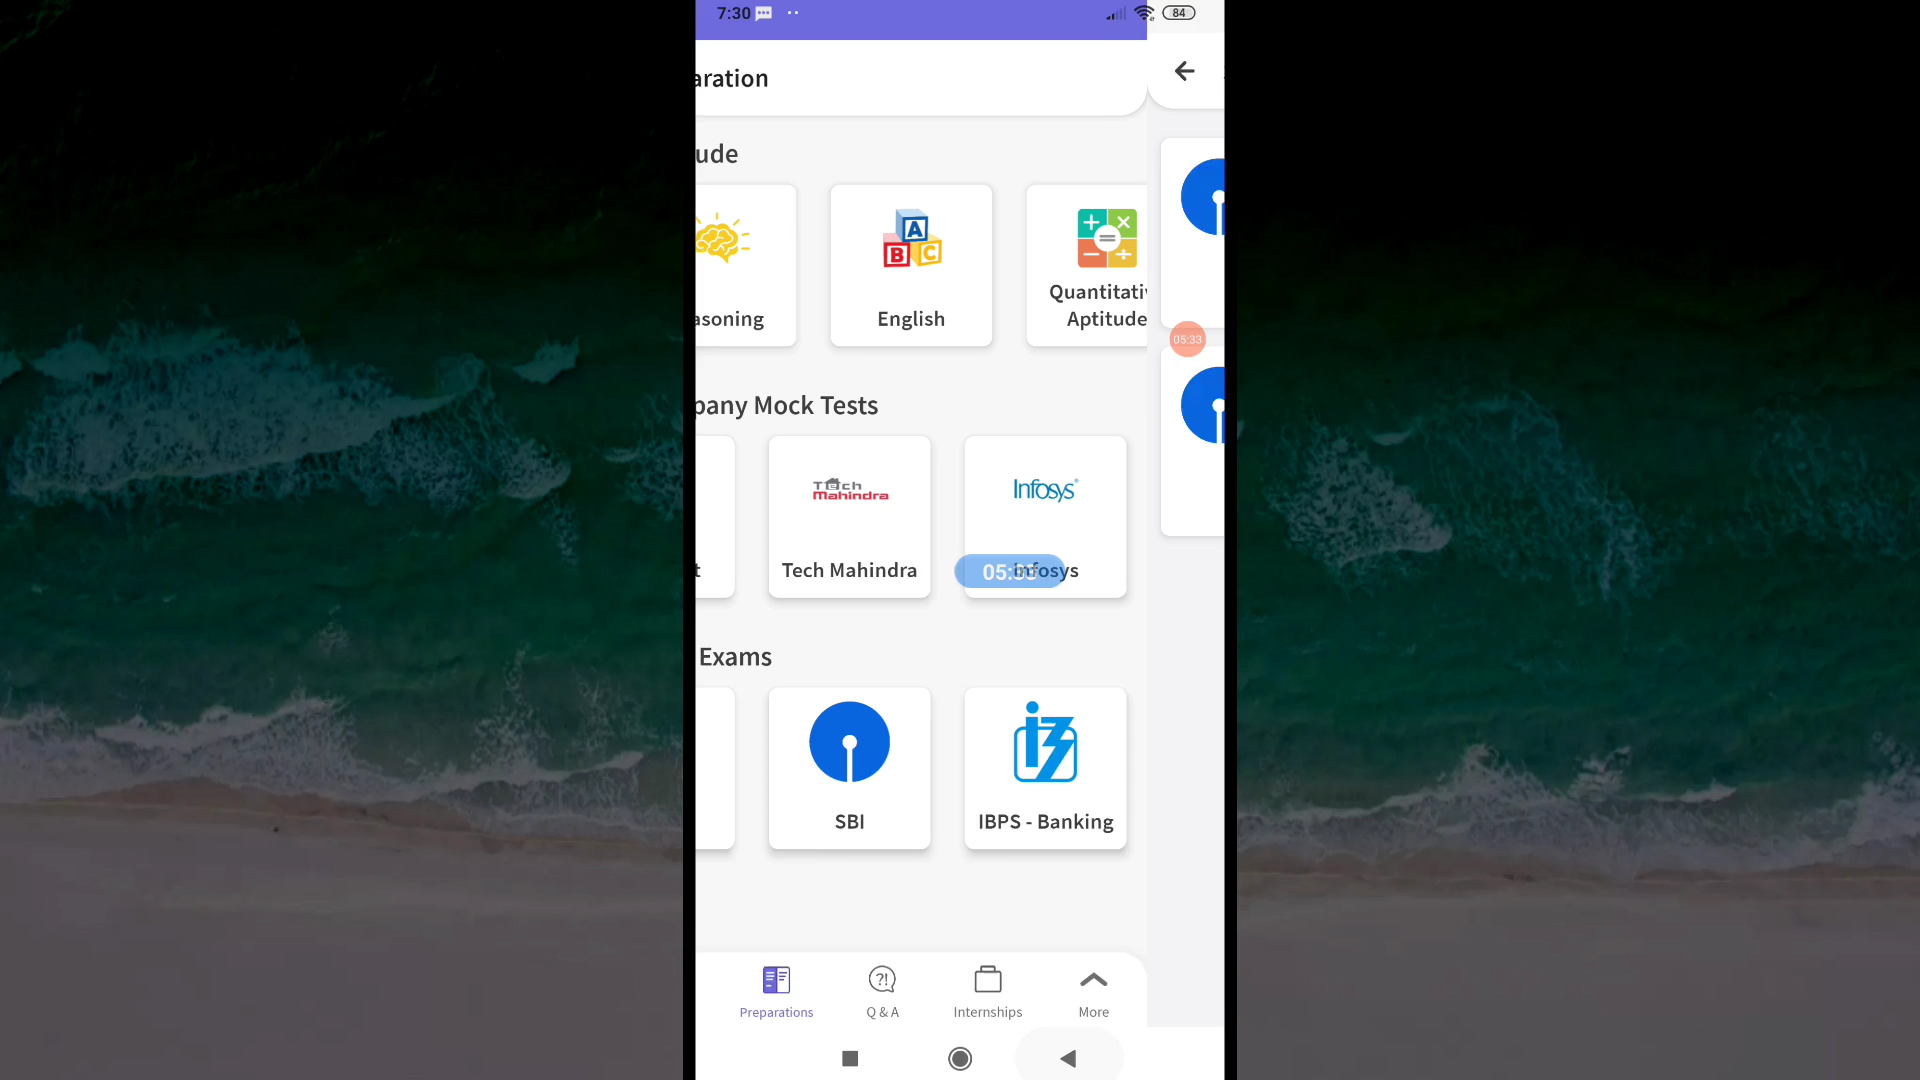 7:30
84
aration
ude
A
B
C
asoning
English
Quantitativ
Aptitude
05:33
pany Mock Tests
Tech
Mahindra
Infosys
t
Tech Mahindra
Infosys
Exams
SBI
IBPS - Banking
?!
Preparations
Q & A
Internships
More